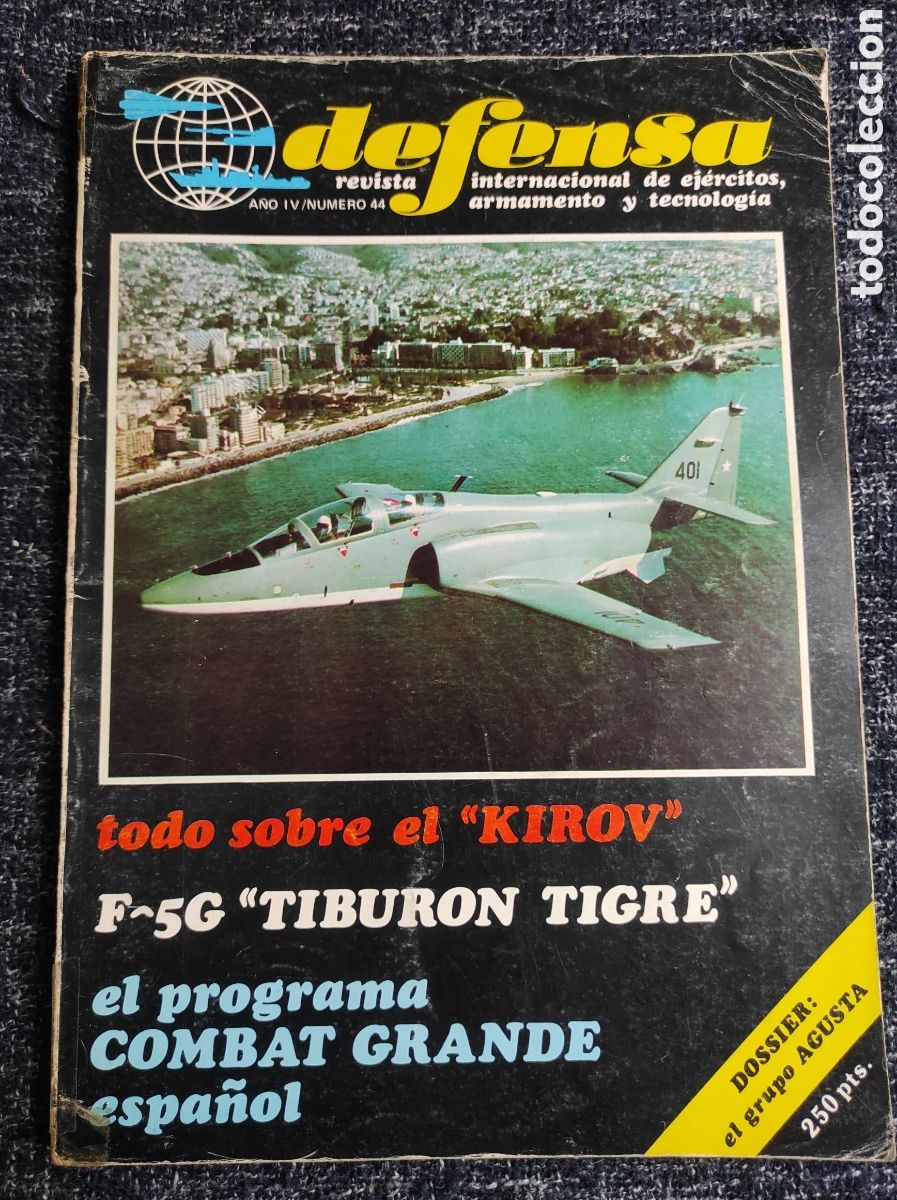 defensa
revista internacional de ejércitos,
AÑO IV/NUMERO 44 armamento y tecnología
401
todo sobre el "KIROV"
F-5G "TIBURON TIGRE"
el programa
COMBAT GRANDE
español
DOSSIER:
el grupo AGUSTA
250 pts.
todocoleccion